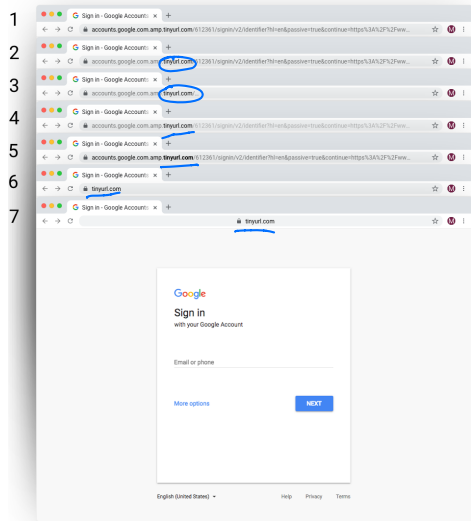 1
Sign in - Google Accounts × +
accounts.google.com.amp.tinyurl.com/612361/signin/v2/identifier?hl=en&passive=true&continue=https%3A%2F%2Fww... M
2
Sign in - Google Accounts × +
accounts.google.com.amp.tinyurl.com/612361/signin/v2/identifier?hl=en&passive=true&continue=https%3A%2F%2Fww... M
3
Sign in - Google Accounts × +
accounts.google.com.amp.tinyurl.com/... M
4
Sign in - Google Accounts × +
accounts.google.com.amp.tinyurl.com/612361/signin/v2/identifier?hl=en&passive=true&continue=https%3A%2F%2Fww... M
5
Sign in - Google Accounts × +
accounts.google.com.amp.tinyurl.com/612361/signin/v2/identifier?hl=en&passive=true&continue=https%3A%2F%2Fww... M
6
Sign in - Google Accounts × +
tinyurl.com M
7
Sign in - Google Accounts × +
tinyurl.com M
Google
Sign in
with your Google Account
Email or phone
More options NEXT
English (United States) Help Privacy Terms